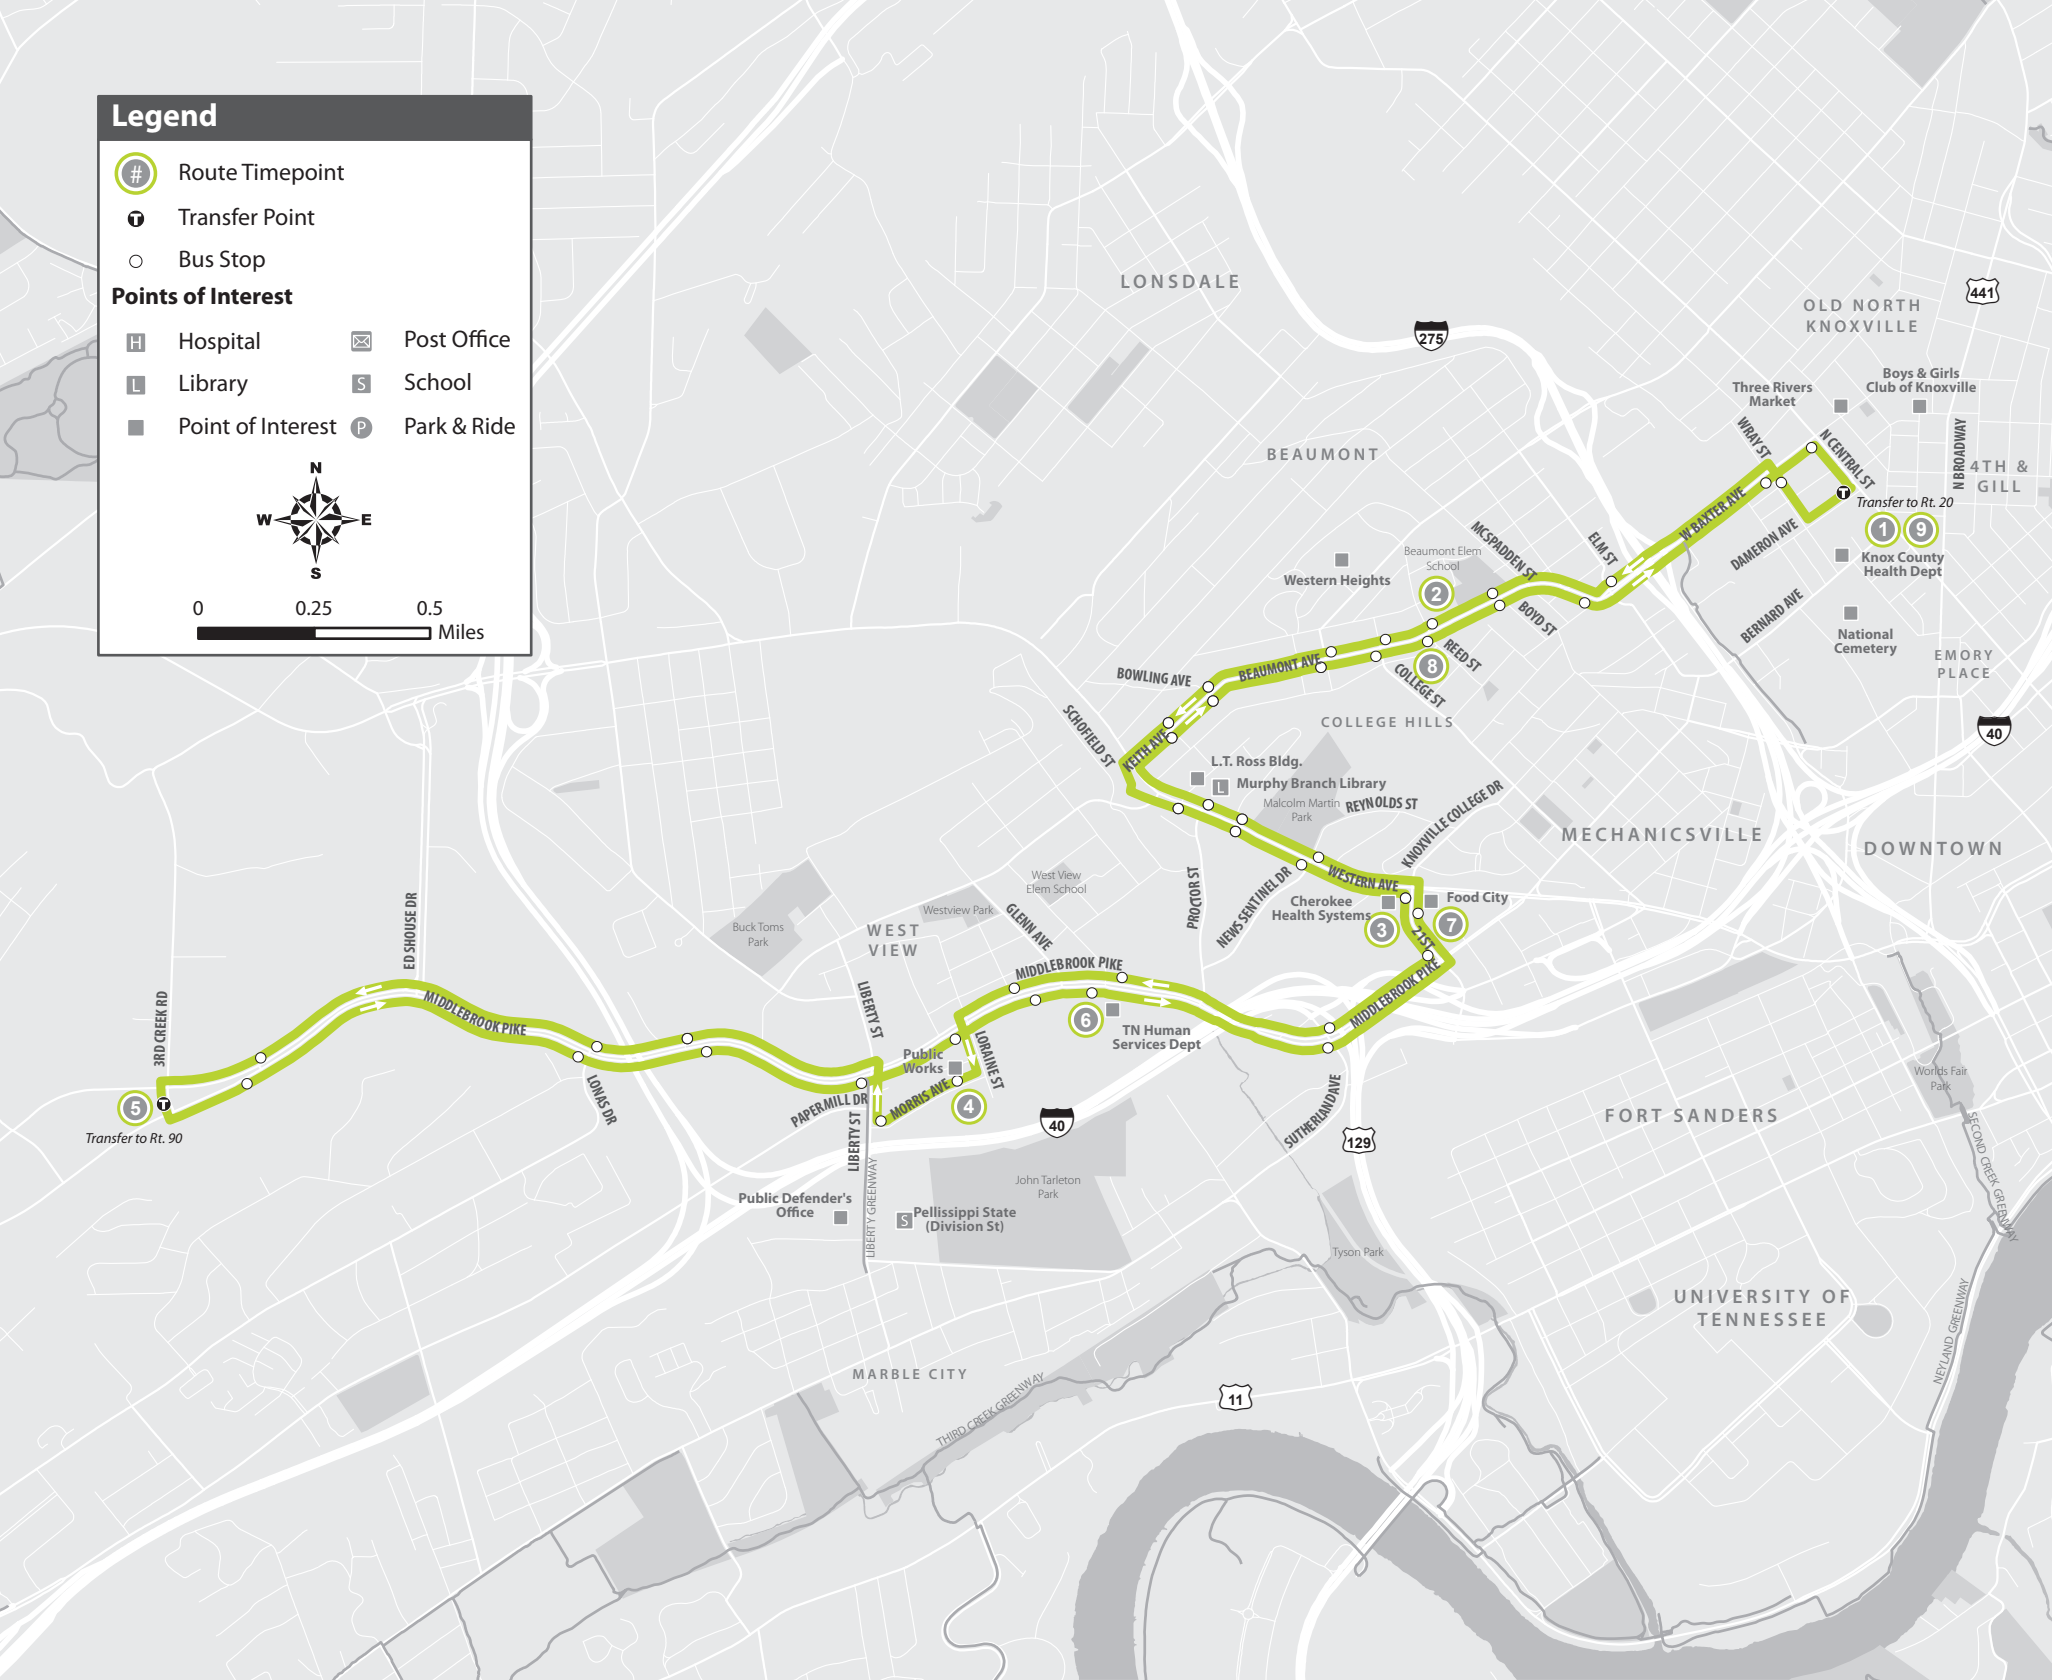 Legend
# Route Timepoint
T Transfer Point
Bus Stop
Points of Interest
H Hospital
Post Office
L Library
S School
Point of Interest
P Park & Ride
N
W E
S
0 0.25 0.5
Miles
LONSDALE
275
441
OLD NORTH
KNOXVILLE
Boys & Girls
Club of Knoxville
Three Rivers
Market
WRAY ST
N CENTRAL ST
N BROADWAY
4TH &
GILL
BEAUMONT
T
Transfer to Rt. 20
1 9
W BAXTER AVE
DAMERON AVE
Knox County
Health Dept
MCSPADDEN ST
ELM ST
Beaumont Elem
School
Western Heights
2
BOYD ST
BERNARD AVE
National
Cemetery
EMORY
PLACE
REED ST
8
COLLEGE ST
BEAUMONT AVE
BOWLING AVE
SCHOFIELD ST
COLLEGE HILLS
40
KEITH AVE
L.T. Ross Bldg.
L Murphy Branch Library
Malcolm Martin
Park
REYNOLDS ST
KNOXVILLE COLLEGE DR
MECHANICSVILLE
DOWNTOWN
WESTERN AVE
PROCTOR ST
NEWS SENTINEL DR
Cherokee
Health Systems
Food City
3
7
21ST
West View
Elem School
Westview Park
GLENN AVE
Buck Toms
Park
WEST
VIEW
ED SHOUSE DR
MIDDLEBROOK PIKE
MIDDLEBROOK PIKE
MIDDLEBROOK PIKE
3RD CREEK RD
LIBERTY ST
LORAINE ST
6
TN Human
Services Dept
Public
Works
5
T
Transfer to Rt. 90
LONAS DR
PAPERMILL DR
LIBERTY ST
MORRIS AVE
4
40
SUTHERLAND AVE
129
Worlds Fair
Park
FORT SANDERS
SECOND CREEK GREENWAY
LIBERTY GREENWAY
John Tarleton
Park
Public Defender's
Office
S Pellissippi State
(Division St)
Tyson Park
UNIVERSITY OF
TENNESSEE
NEYLAND GREENWAY
MARBLE CITY
THIRD CREEK GREENWAY
11